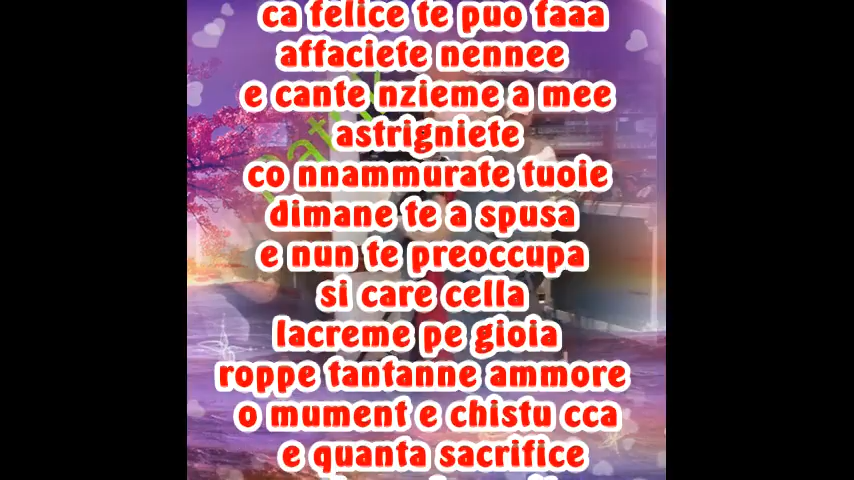 ca felice te puo faaa
affaciete nennee
e cante nzieme a mee
astrigniete
co nnammurate tuoie
dimane te a spusa
e nun te preoccupa
si care cella
lacreme pe gioia
roppe tantanne ammore
o mument e chistu cca
e quanta sacrifice